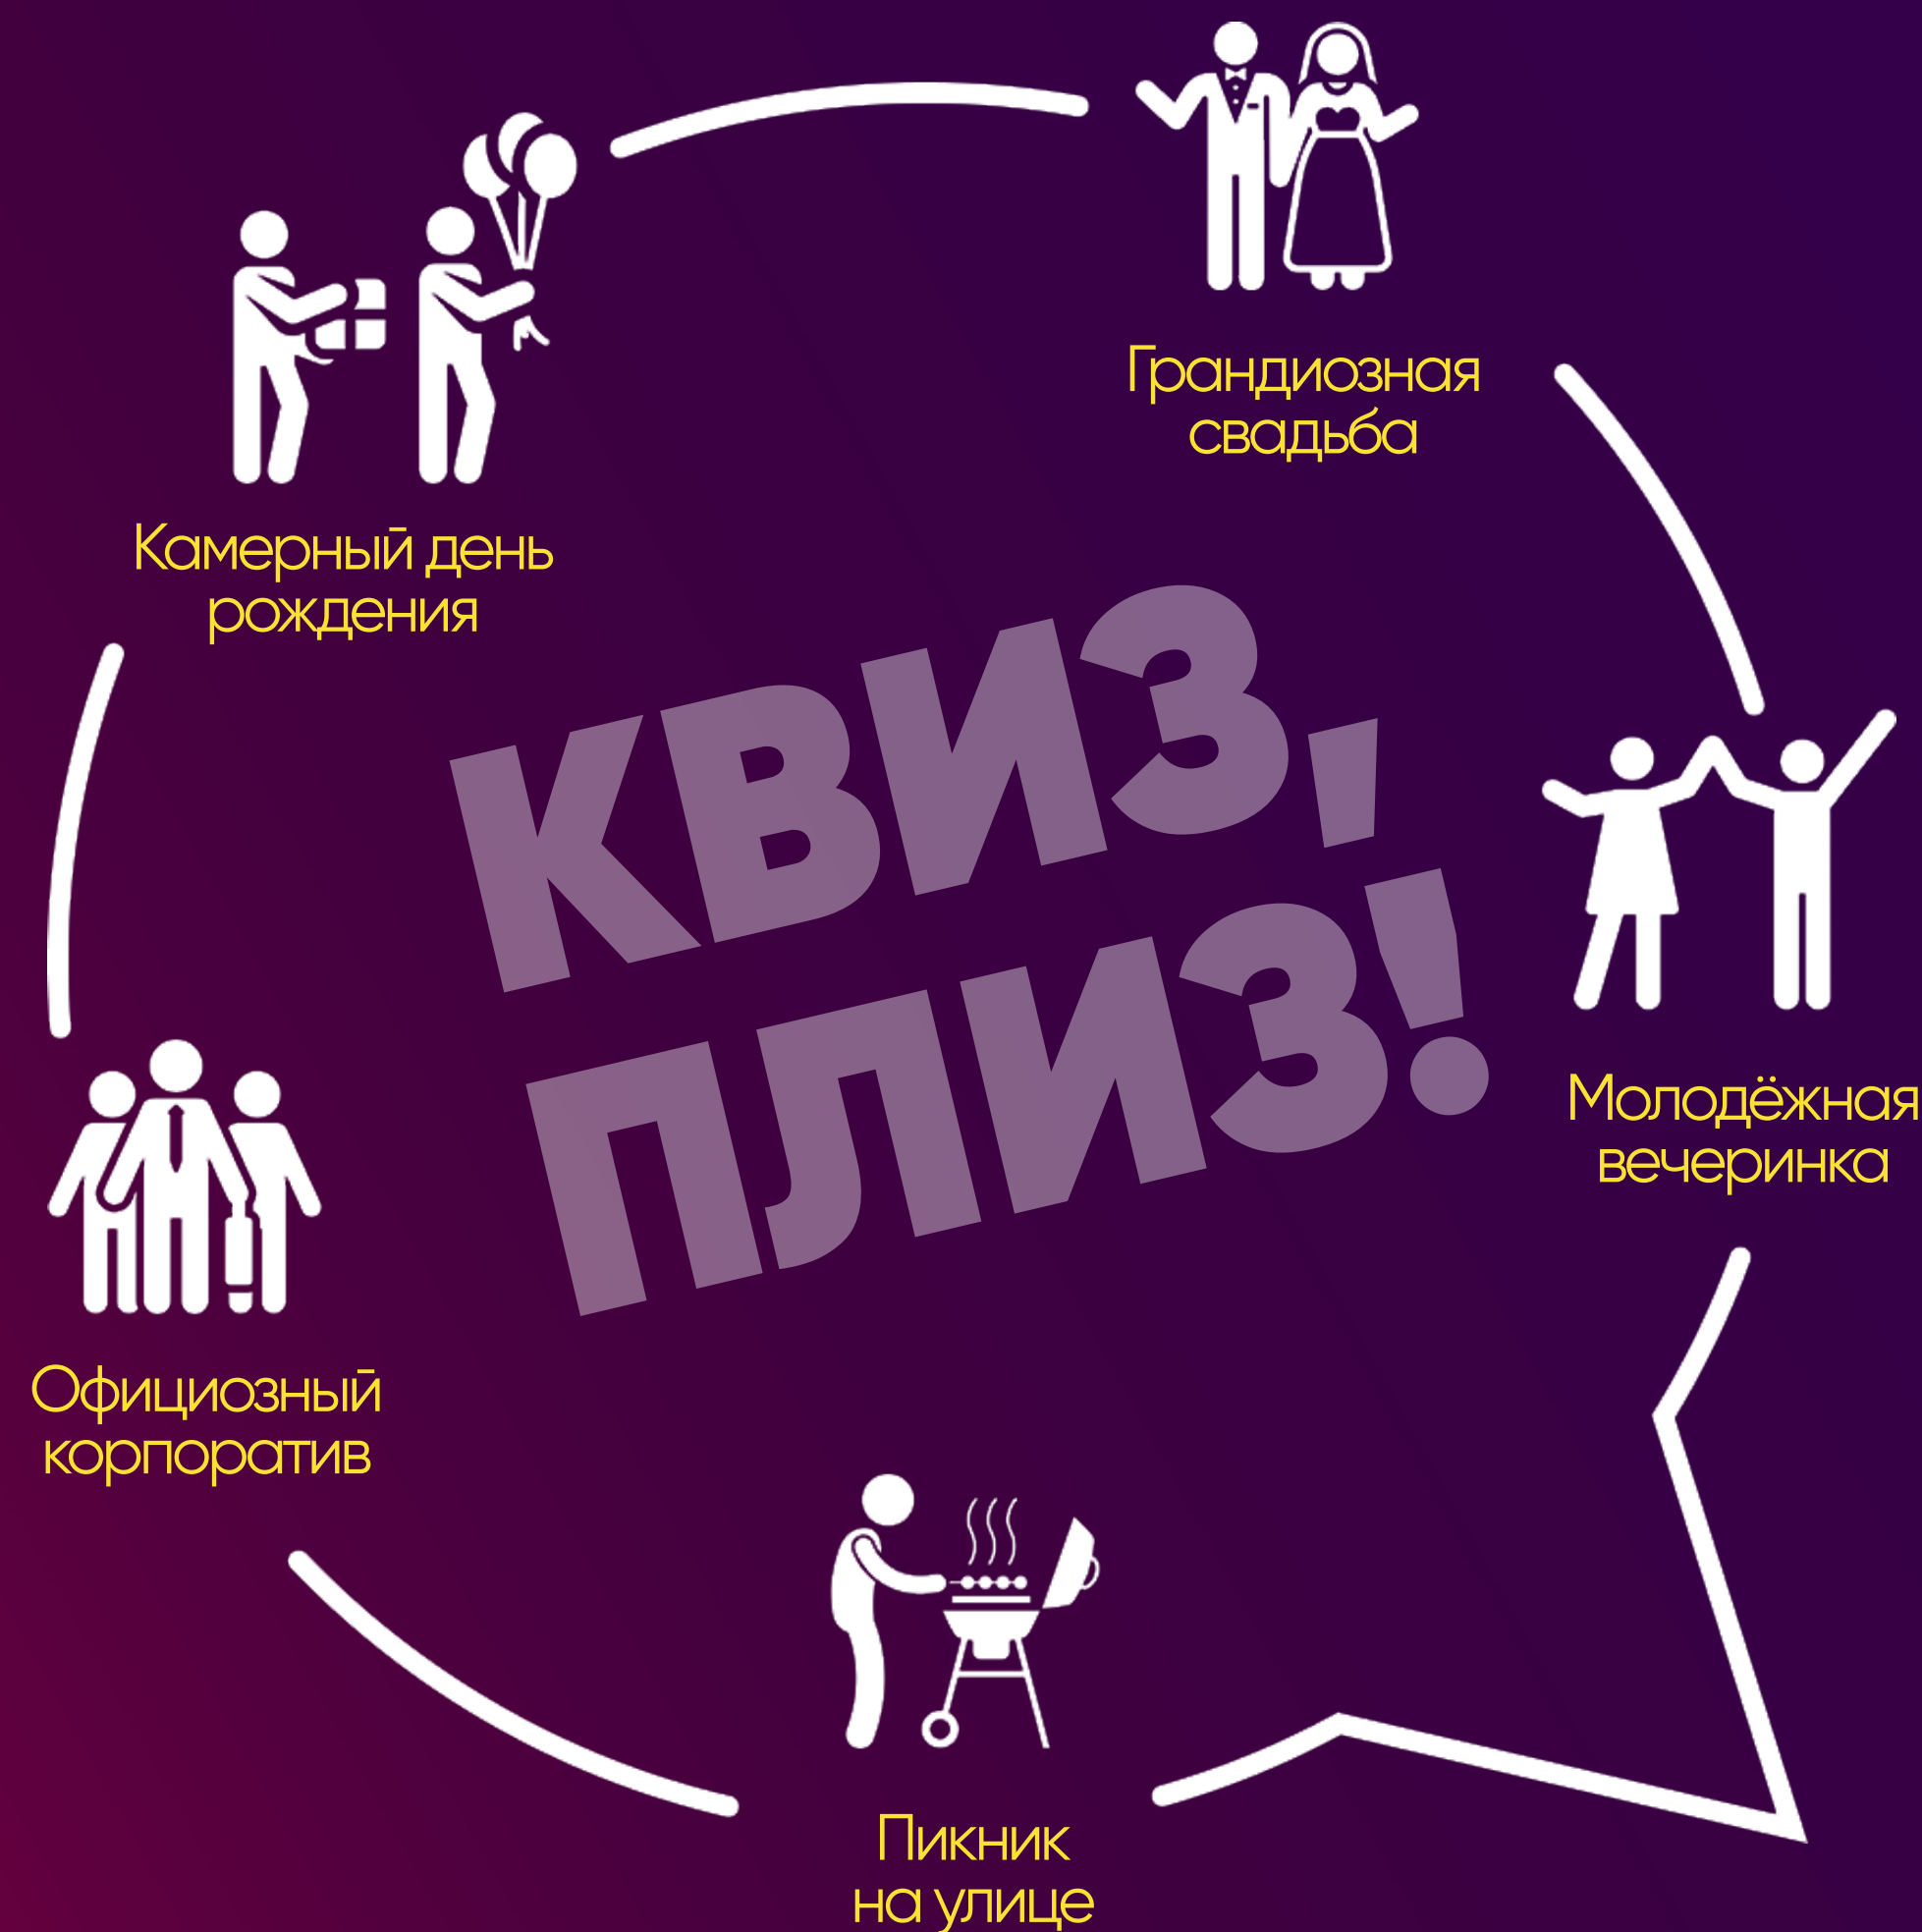 Грандиозная
свадьба
Камерный день
рождения
КВИЗ,
ПЛИЗ!
Молодёжная
вечеринка
Официозный
корпоратив
Пикник
на улице